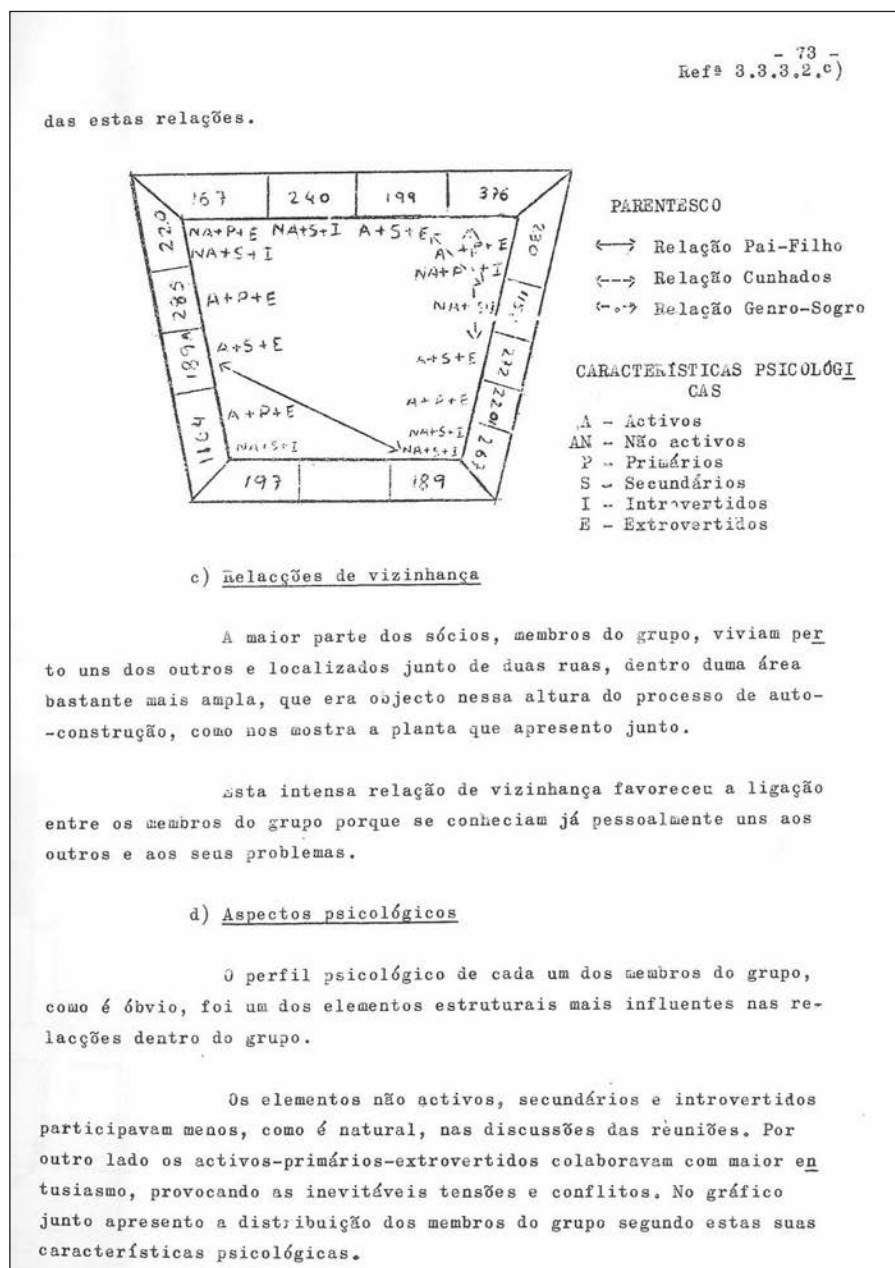 - 73 -
Refª 3.3.3.2.c)
das estas relações.
167 240 199 376
220
285
189A
1104
230
272
2201
267
197 189
NA+P+E NA+S+I A+S+E
NA+S+I
A+P+E
A+S+E
A+P+E
NA+S+I
A+P+E
NA+P+I
A+S+E
A+P+E
NA+S+I
NA+S+I
PARENTESCO
<---> Relação Pai-Filho
<---> Relação Cunhados
<-.-> Relação Genro-Sogro
CARACTERÍSTICAS PSICOLÓGI
CAS
A - Activos
AN - Não activos
P - Primários
S - Secundários
I - Introvertidos
E - Extrovertidos
c) Relacções de vizinhança
A maior parte dos sócios, membros do grupo, viviam per
to uns dos outros e localizados junto de duas ruas, dentro duma área
bastante mais ampla, que era objecto nessa altura do processo de auto-
-construção, como nos mostra a planta que apresento junto.
Esta intensa relação de vizinhança favoreceu a ligação
entre os membros do grupo porque se conheciam já pessoalmente uns aos
outros e aos seus problemas.
d) Aspectos psicológicos
O perfil psicológico de cada um dos membros do grupo,
como é óbvio, foi um dos elementos estruturais mais influentes nas re-
lacções dentro do grupo.
Os elementos não activos, secundários e introvertidos
participavam menos, como é natural, nas discussões das reuniões. Por
outro lado os activos-primários-extrovertidos colaboravam com maior en
tusiasmo, provocando as inevitáveis tensões e conflitos. No gráfico
junto apresento a distribuição dos membros do grupo segundo estas suas
características psicológicas.